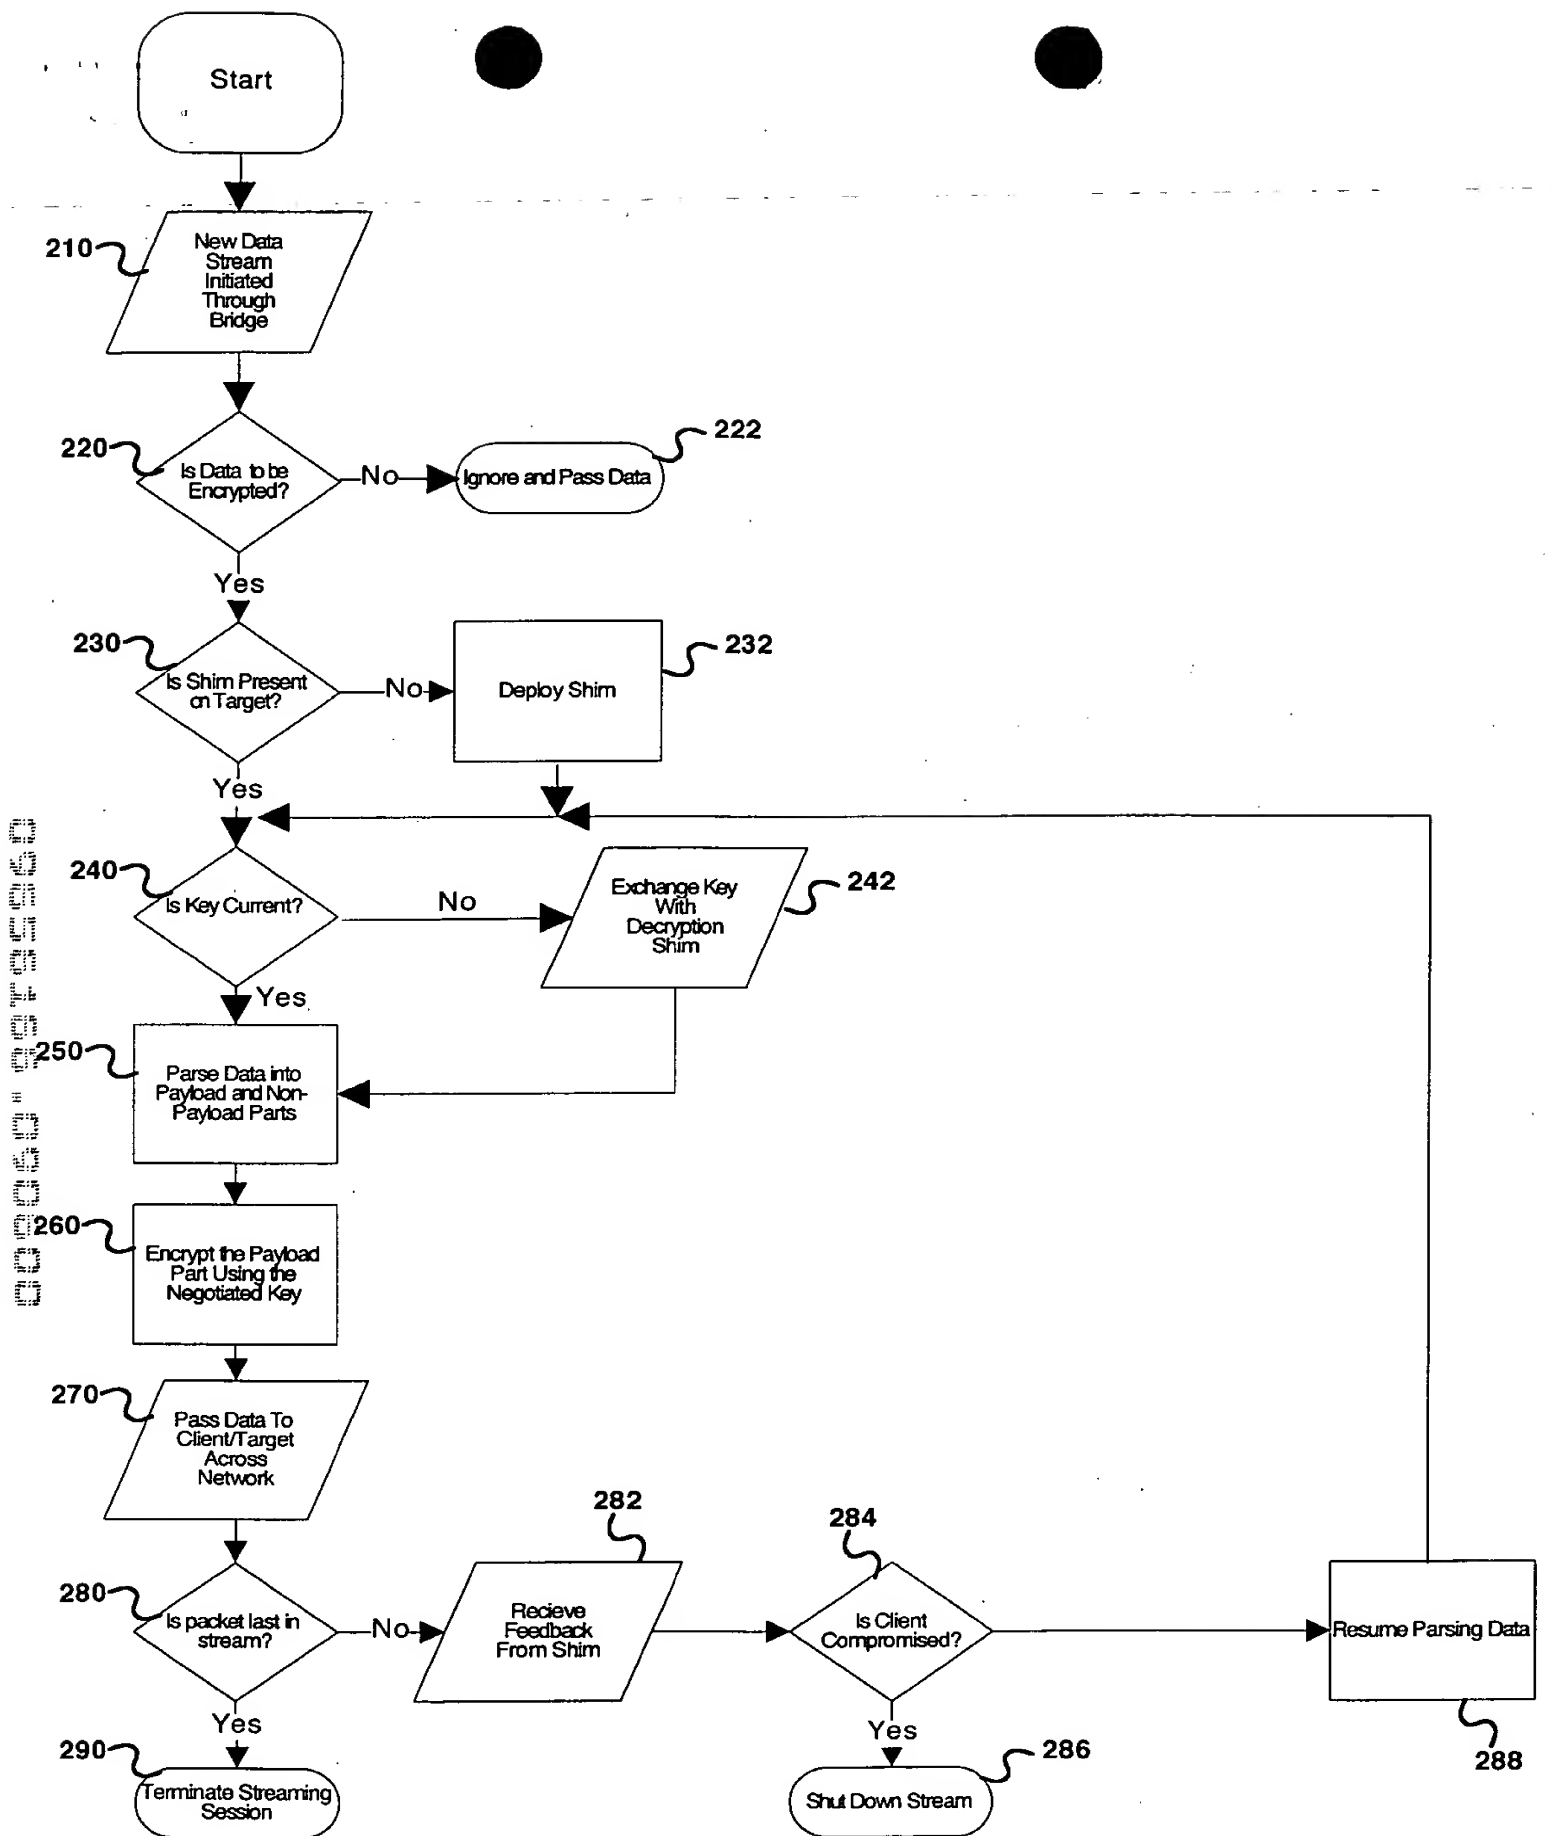 Start
210
New Data
Stream
Initiated
Through
Bridge
220
Is Data to be
Encrypted?
No
Ignore and Pass Data
222
Yes
230
Is Shim Present
on Target?
No
Deploy Shim
232
Yes
240
Is Key Current?
No
Exchange Key
With
Decryption
Shim
242
Yes
250
Parse Data into
Payload and Non-
Payload Parts
260
Encrypt the Payload
Part Using the
Negotiated Key
270
Pass Data To
Client/Target
Across
Network
280
Is packet last in
stream?
No
282
Recieve
Feedback
From Shim
284
Is Client
Compromised?
Resume Parsing Data
288
Yes
290
Terminate Streaming
Session
Yes
286
Shut Down Stream